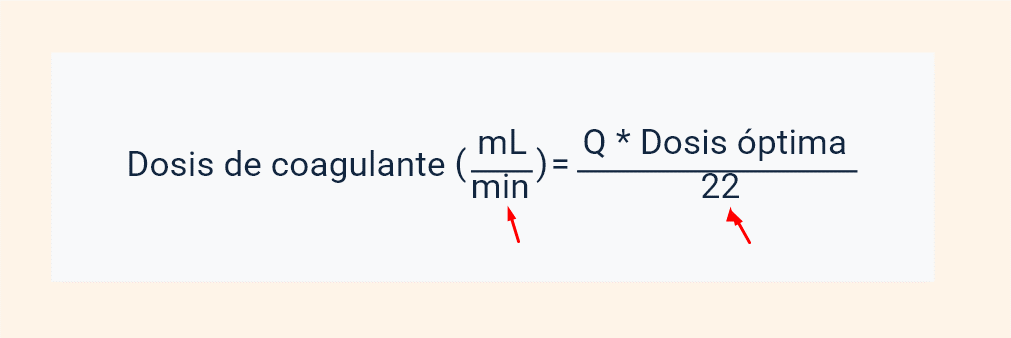 Dosis de coagulante (mL/min)= Q * Dosis óptima/22